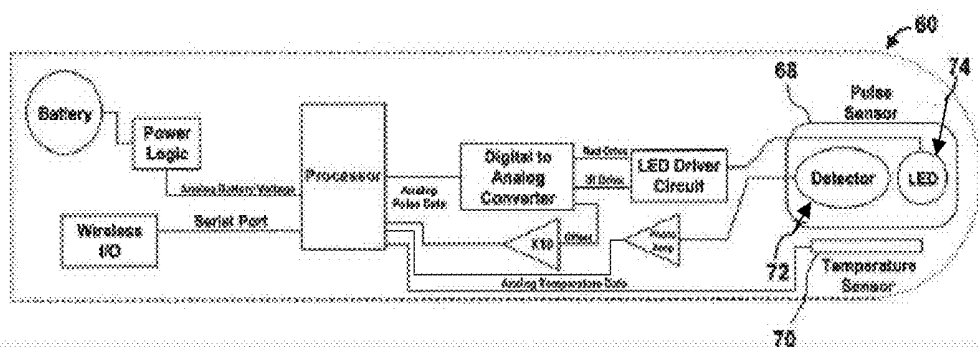 60
74
68
Pulse
Sensor
Battery
Power
Logic
Processor
Digital to
Analog
Converter
Red Drive
IR Drive
LED Driver
Circuit
Detector
LED
Analog Battery Voltage
Analog
Pulse Data
Serial Port
Wireless
I/O
X10
Offset
Analog Temperature Data
72
Temperature
Sensor
70